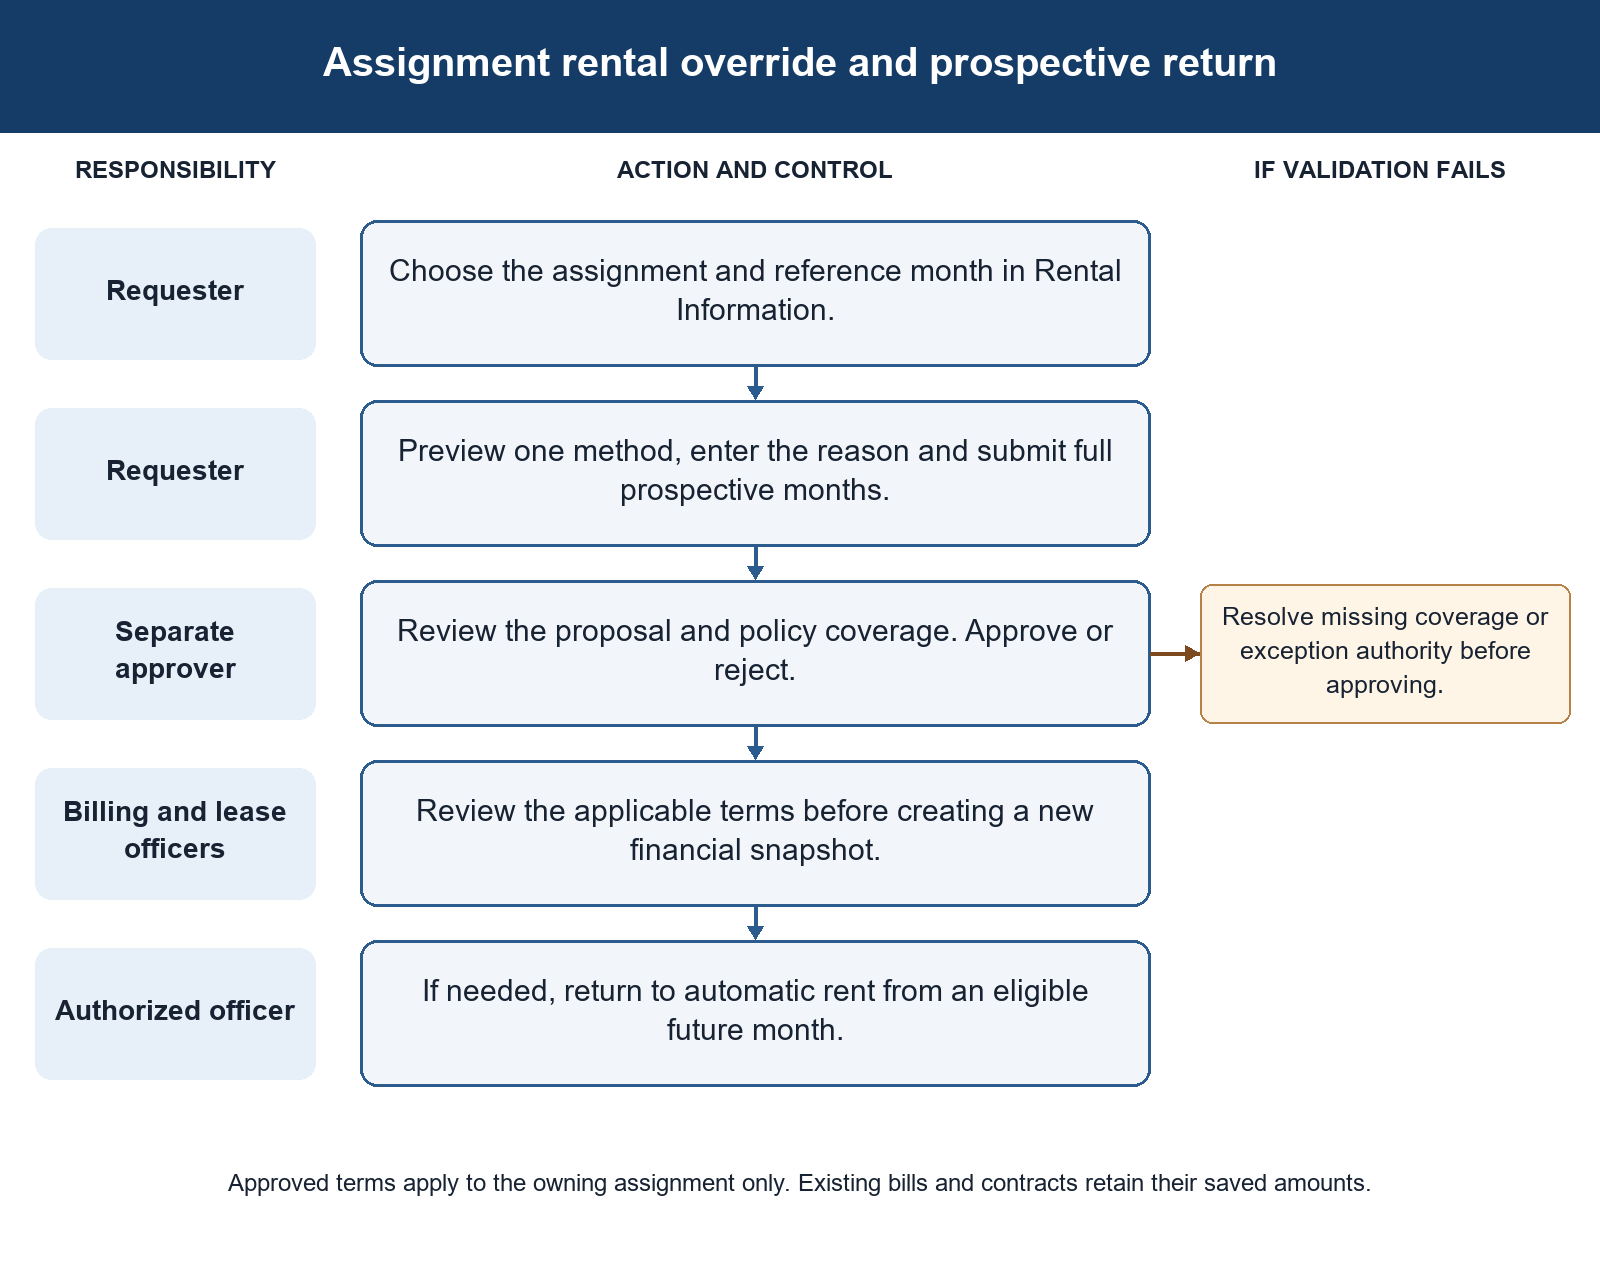 Assignment rental override and prospective return
RESPONSIBILITY
ACTION AND CONTROL
IF VALIDATION FAILS
Requester
Choose the assignment and reference month in Rental
Information.
Requester
Preview one method, enter the reason and submit full
prospective months.
Separate
approver
Review the proposal and policy coverage. Approve or
reject.
Resolve missing coverage or
exception authority before
approving.
Billing and lease
officers
Review the applicable terms before creating a new
financial snapshot.
Authorized officer
If needed, return to automatic rent from an eligible
future month.
Approved terms apply to the owning assignment only. Existing bills and contracts retain their saved amounts.